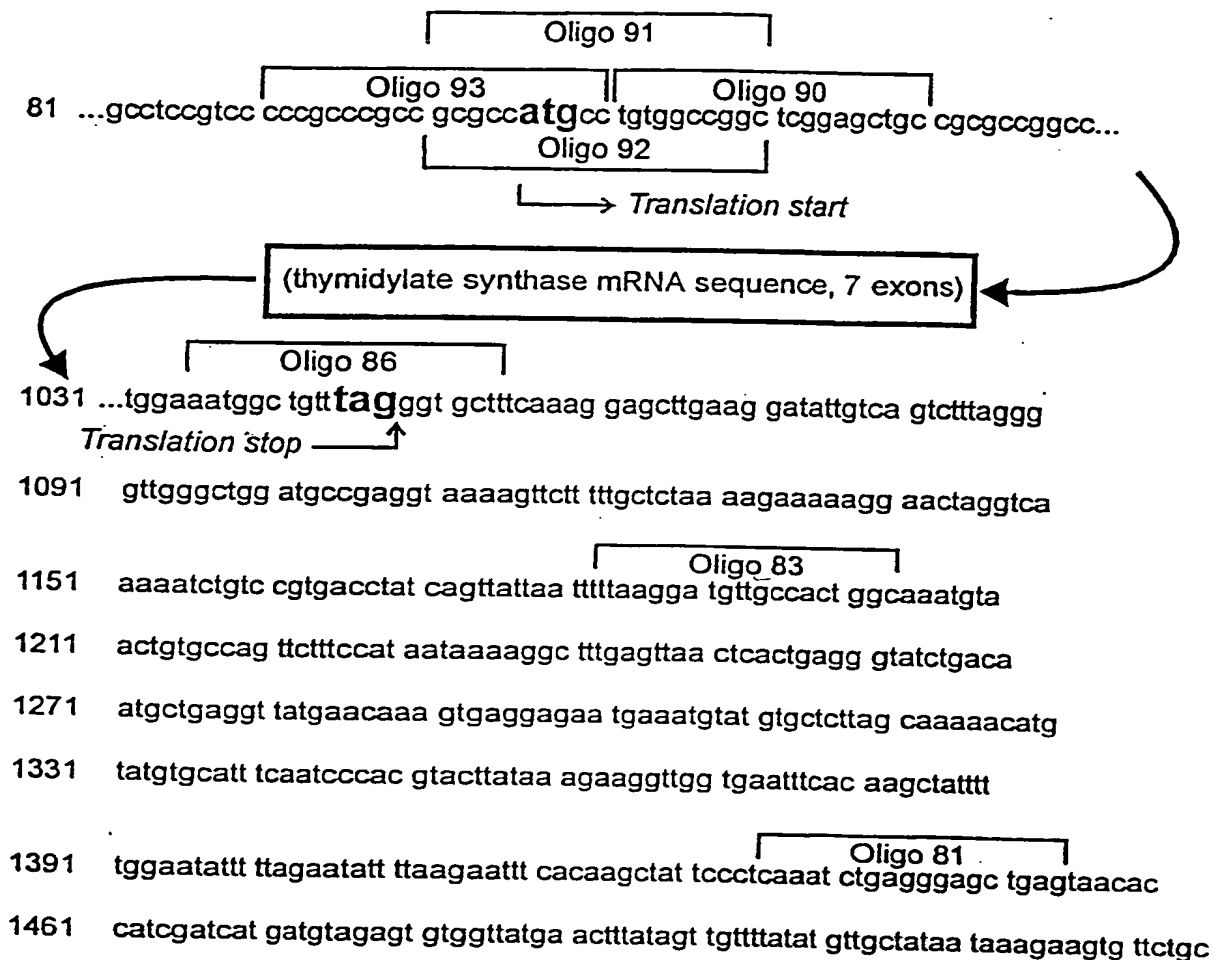 Oligo 91
Oligo 93 Oligo 90
81 ...gcctccgtcc cccgcccgcc gcgccatgcc tgtggccggc tcggagctgc cgcgccggcc...
Oligo 92
Translation start
(thymidylate synthase mRNA sequence, 7 exons)
Oligo 86
1031 ...tggaaatggc tgtttagggt gctttcaaag gagcttgaag gatattgtca gtctttaggg
Translation stop
1091 gttgggctgg atgccgaggt aaaagttctt tttgctctaa aagaaaaagg aactaggtca
Oligo 83
1151 aaaatctgtc cgtgacctat cagttattaa tttttaagga tgttgccact ggcaaatgta
1211 actgtgccag ttctttccat aataaaaggc tttgagttaa ctcactgagg gtatctgaca
1271 atgctgaggt tatgaacaaa gtgaggagaa tgaaatgtat gtgctcttag caaaaacatg
1331 tatgtgcatt tcaatcccac gtacttataa agaaggttgg tgaatttcac aagctatttt
Oligo 81
1391 tggaatattt ttagaatatt ttaagaattt cacaagctat tccctcaaat ctgagggagc tgagtaacac
1461 catcgatcat gatgtagagt gtggttatga actttatagt tgttttatat gttgctataa taaagaagtg ttctgc